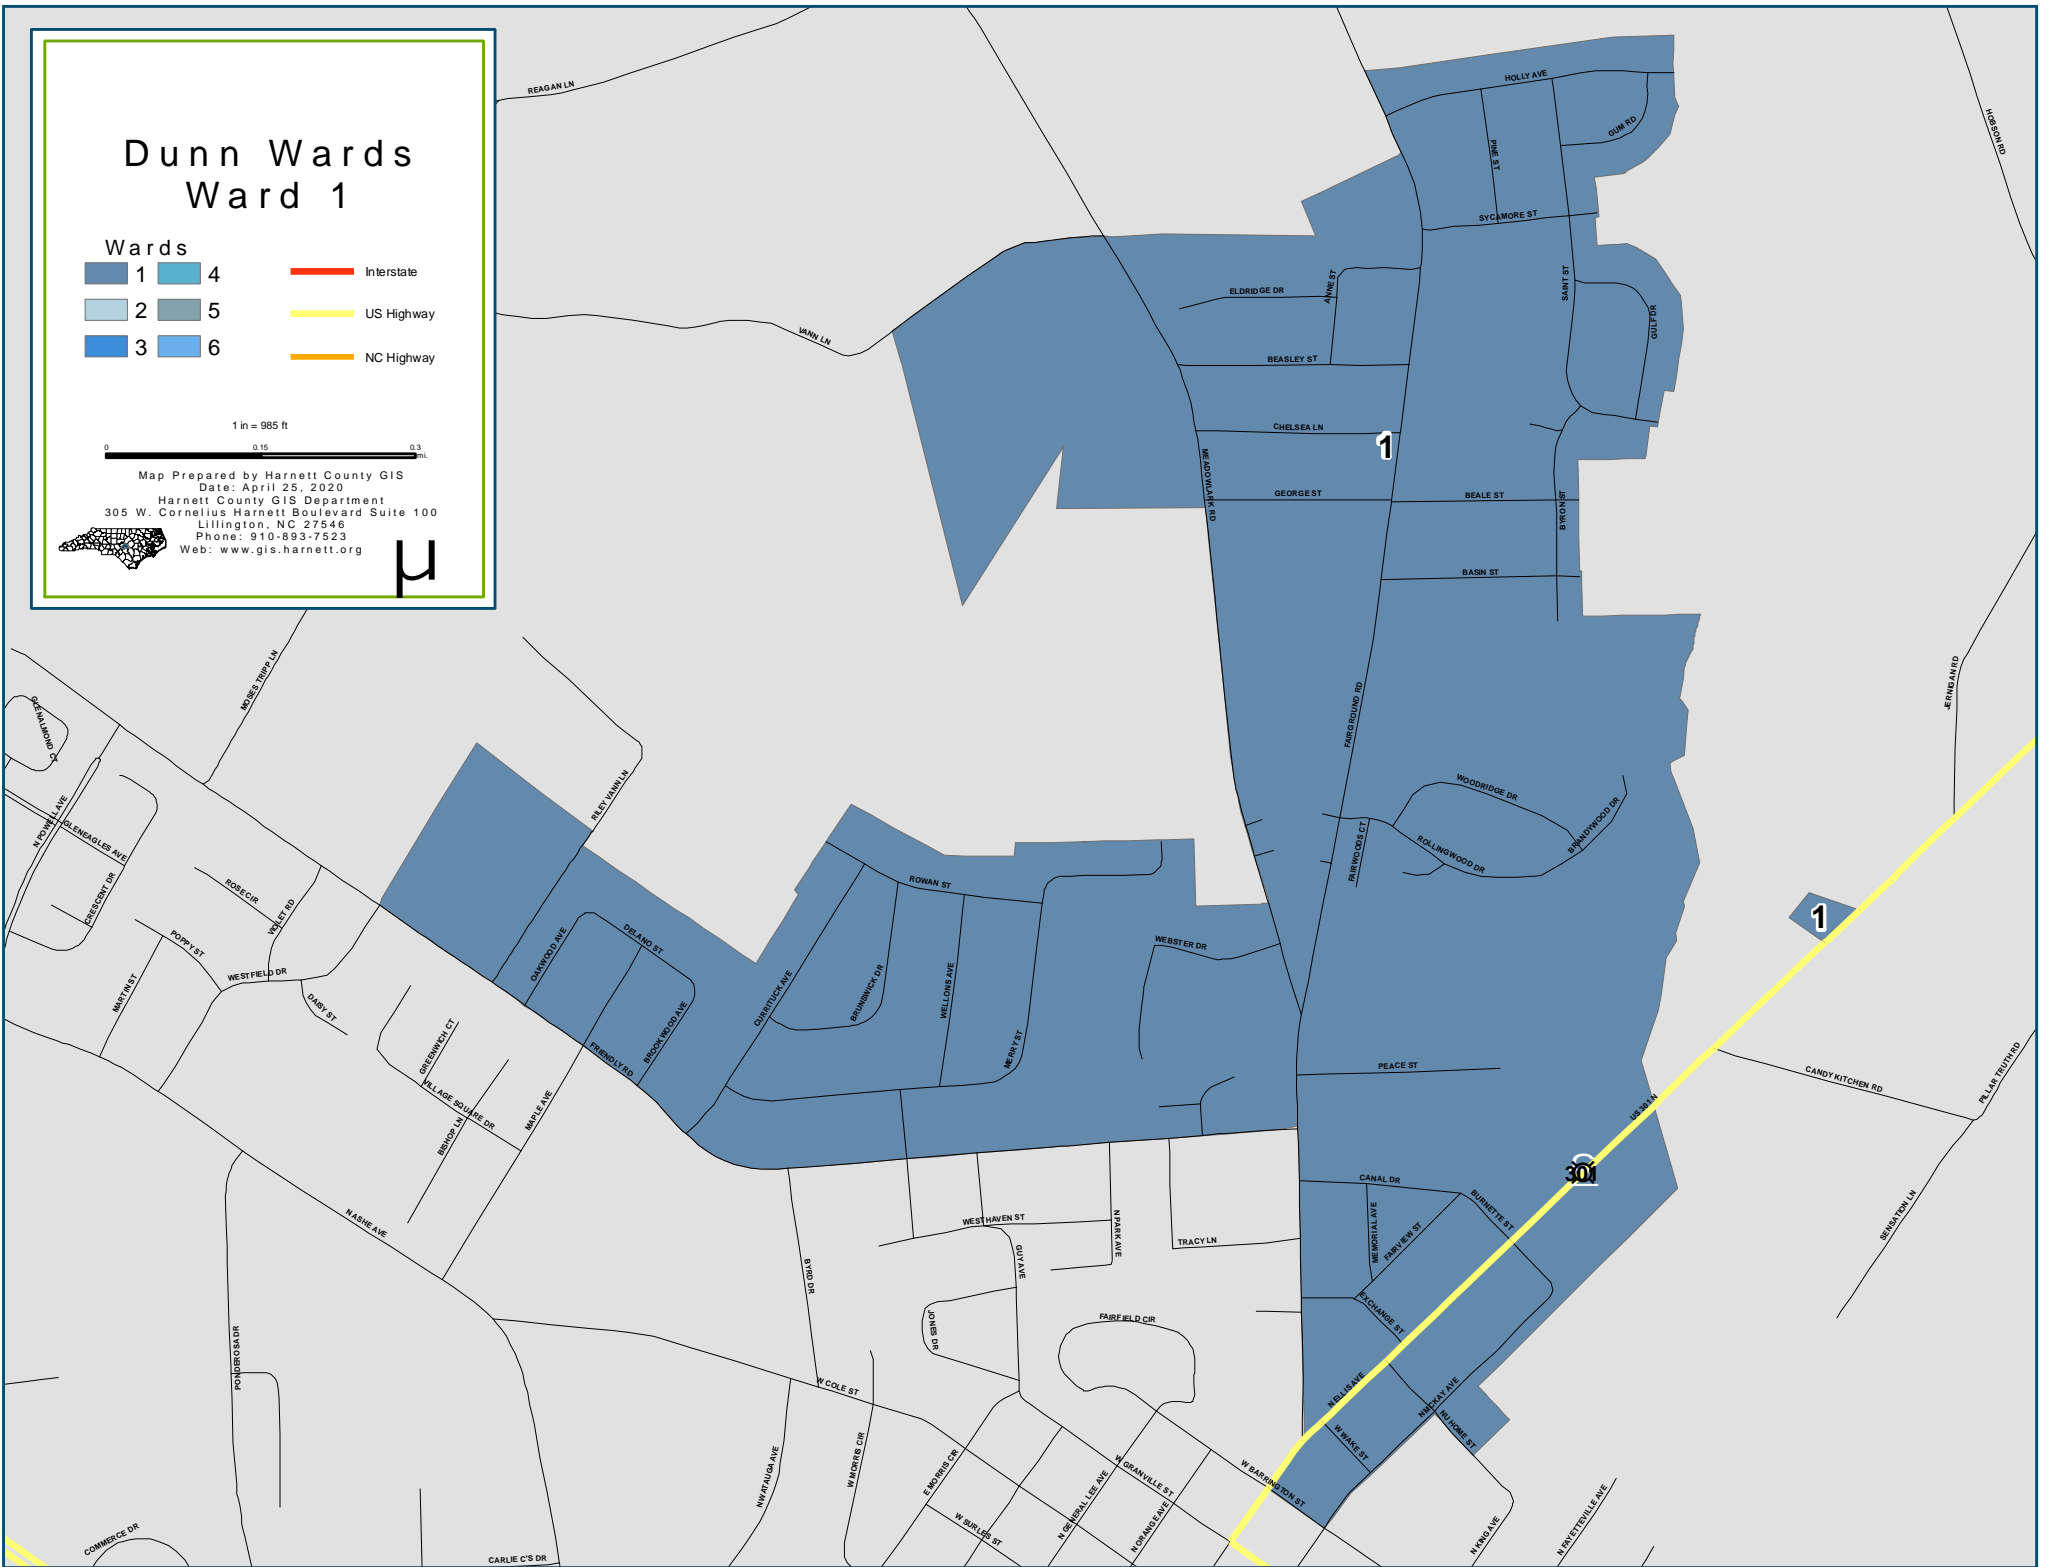 Dunn Wards
Ward 1
Wards
1
4
2
5
3
6
Interstate
US Highway
NC Highway
1 in = 985 ft
0
0.15
0.3
mi.
Map Prepared by Harnett County GIS
Date: April 25, 2020
Harnett County GIS Department
305 W. Cornelius Harnett Boulevard Suite 100
Lillington, NC 27546
Phone: 910-893-7523
Web: www.gis.harnett.org
µ
REAGAN LN
HOLLY AVE
GUM RD
PINE ST
HOBSON RD
SYCAMORE ST
SAINT ST
ELDRIDGE DR
ANNE ST
GULF DR
VANN LN
BEASLEY ST
CHELSEA LN
1
MEADOWLARK RD
GEORGE ST
BEALE ST
BYRON ST
BASIN ST
MOSES TRIPP LN
GLENALMOND CT
FAIRGROUND RD
JERNIGAN RD
RILEY VANN LN
WOODRIDGE DR
N POWELL AVE
GLENEAGLES AVE
FAIRWOODS CT
ROLLINGWOOD DR
BRANDYWOOD DR
CRESCENT DR
ROSE CIR
VIOLET RD
ROWAN ST
1
POPPY ST
OAKWOOD AVE
DELANO ST
WEBSTER DR
MARTIN ST
WESTFIELD DR
DAISY ST
CURRITUCK AVE
BRUNSWICK DR
WELLONS AVE
GREENWICH CT
FRIENDLY RD
BROOKWOOD AVE
MERRY ST
PEACE ST
CANDY KITCHEN RD
PILLAR TRUTH RD
VILLAGE SQUARE DR
BISHOP LN
MAPLE AVE
US 301 N
301
CANAL DR
MEMORIAL AVE
FAIRVIEW ST
BURNETTE ST
SENSATION LN
N ASHE AVE
WESTHAVEN ST
N PARK AVE
TRACY LN
GUY AVE
BYRD DR
EXCHANGE ST
PONDEROSA DR
JONES DR
FAIRFIELD CIR
W COLE ST
N ELLIS AVE
N MCKAY AVE
NU HOME ST
W WAKE ST
N WATAUGA AVE
W MORRIS CIR
E MORRIS CIR
W GRANVILLE ST
W BARRINGTON ST
N GENERAL LEE AVE
N ORANGE AVE
W SURLES ST
N KING AVE
N FAYETTEVILLE AVE
COMMERCE DR
CARLIE C'S DR